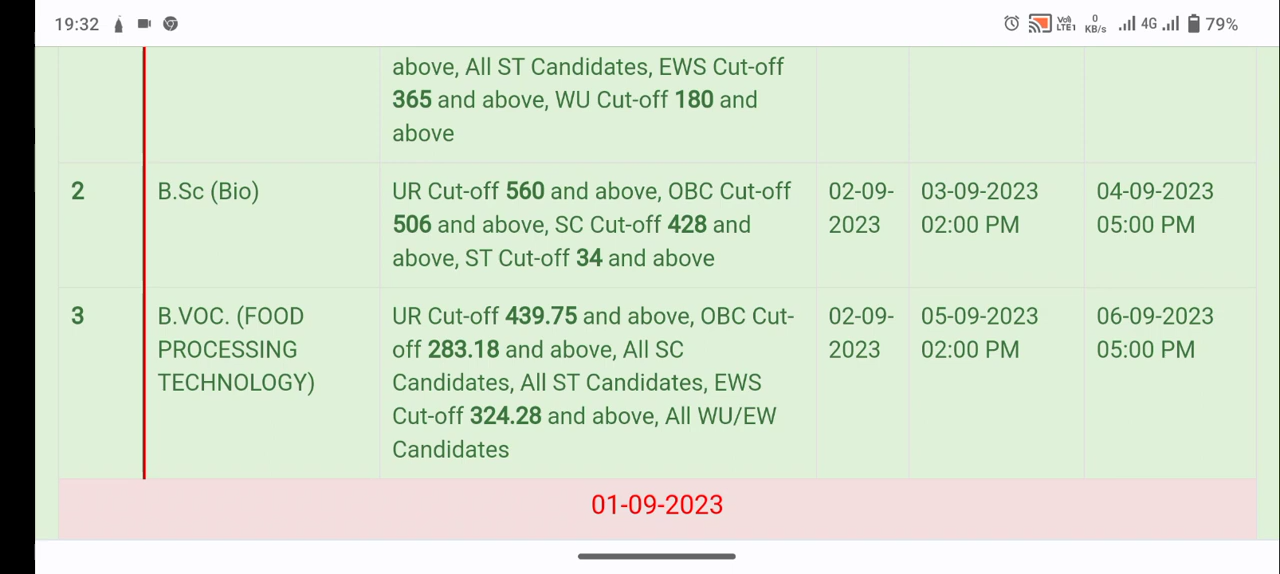 19:32
Vo) LTE1 0 KB/s 4G 79%
above, All ST Candidates, EWS Cut-off
365 and above, WU Cut-off 180 and
above
2 B.Sc (Bio) UR Cut-off 560 and above, OBC Cut-off 02-09- 03-09-2023 04-09-2023
506 and above, SC Cut-off 428 and 2023 02:00 PM 05:00 PM
above, ST Cut-off 34 and above
3 B.VOC. (FOOD UR Cut-off 439.75 and above, OBC Cut- 02-09- 05-09-2023 06-09-2023
PROCESSING off 283.18 and above, All SC 2023 02:00 PM 05:00 PM
TECHNOLOGY) Candidates, All ST Candidates, EWS
Cut-off 324.28 and above, All WU/EW
Candidates
01-09-2023